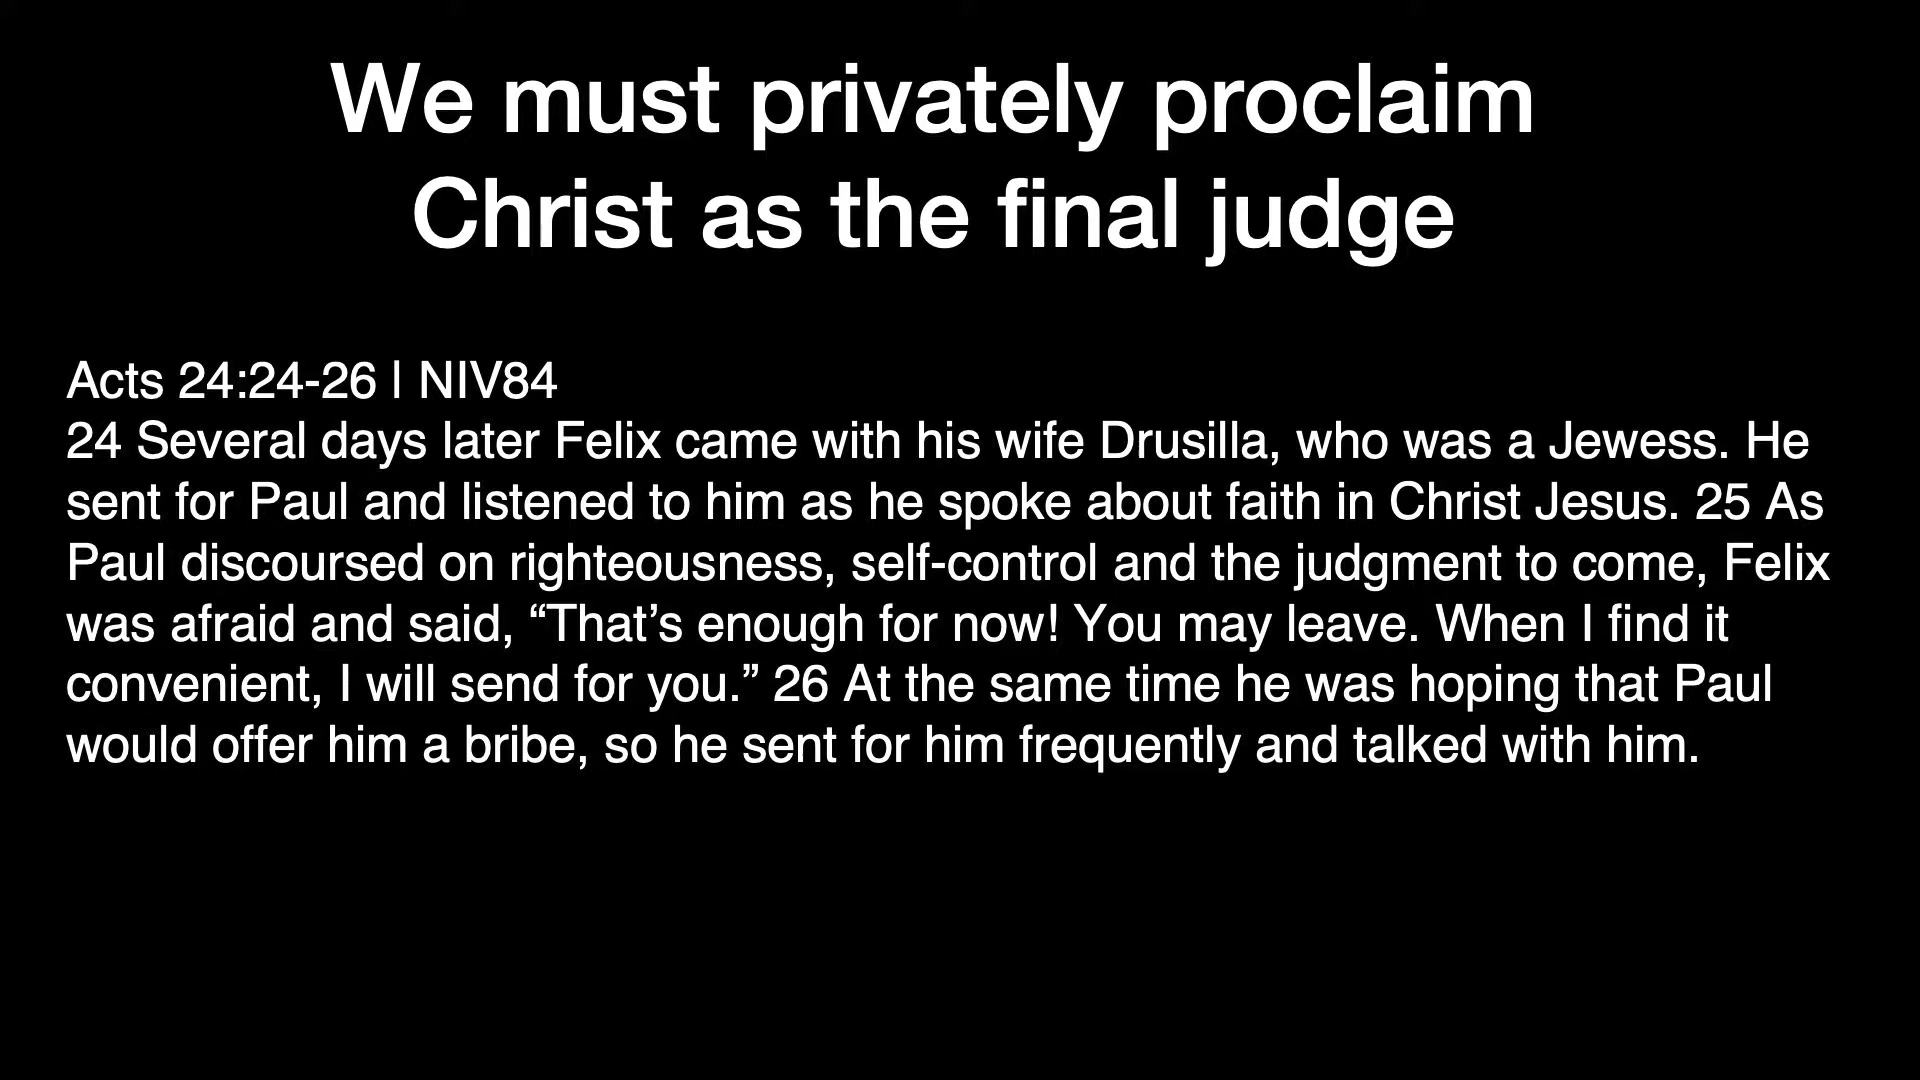 We must privately proclaim
Christ as the final judge
Acts 24:24-26 | NIV84
24 Several days later Felix came with his wife Drusilla, who was a Jewess. He
sent for Paul and listened to him as he spoke about faith in Christ Jesus. 25 As
Paul discoursed on righteousness, self-control and the judgment to come, Felix
was afraid and said, “That’s enough for now! You may leave. When I find it
convenient, I will send for you.” 26 At the same time he was hoping that Paul
would offer him a bribe, so he sent for him frequently and talked with him.